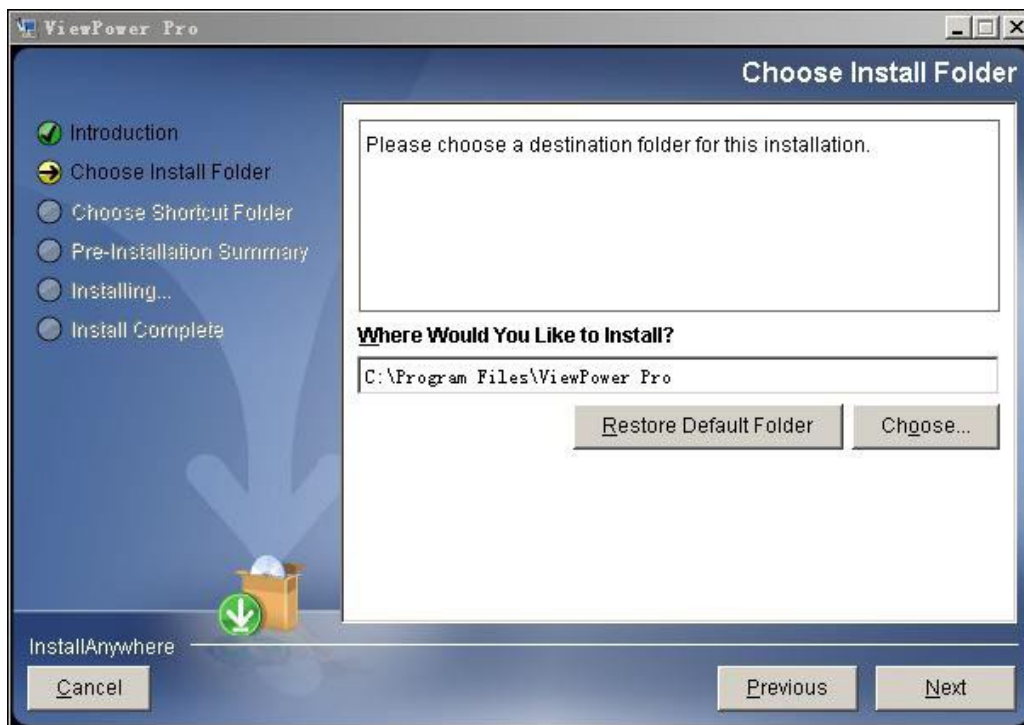 ViewPower Pro
Choose Install Folder
Introduction
Choose Install Folder
Choose Shortcut Folder
Pre-Installation Summary
Installing...
Install Complete
Please choose a destination folder for this installation.
Where Would You Like to Install?
C:\Program Files\ViewPower Pro
Restore Default Folder
Choose...
InstallAnywhere
Cancel
Previous
Next